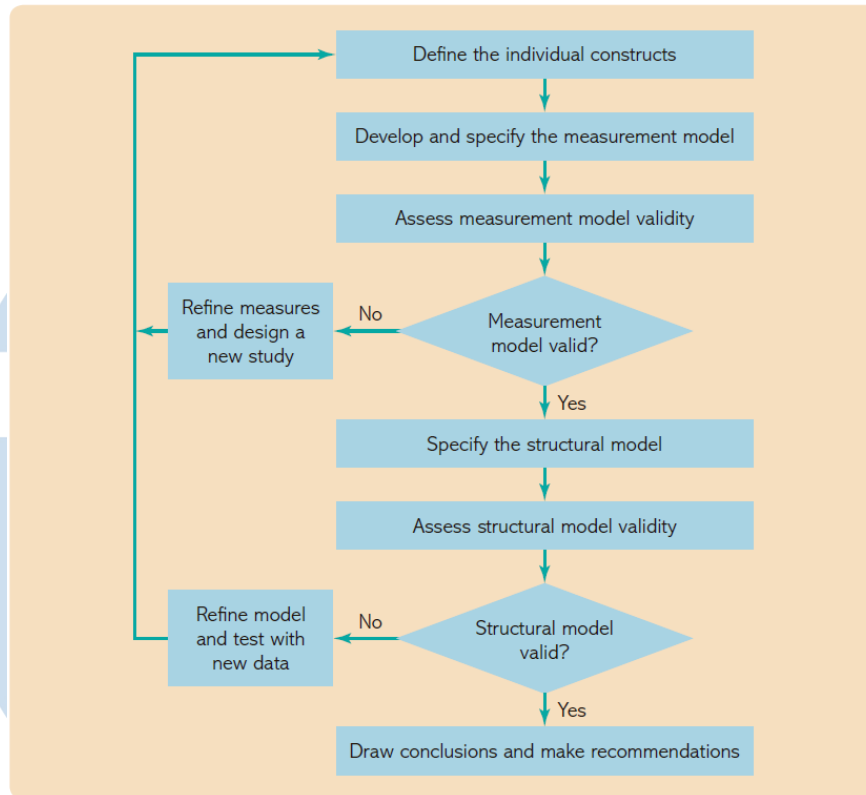 Define the individual constructs
Develop and specify the measurement model
Assess measurement model validity
Refine measures
and design a
new study
No
Measurement
model valid?
Yes
Specify the structural model
Assess structural model validity
Refine model
and test with
new data
No
Structural model
valid?
Yes
Draw conclusions and make recommendations